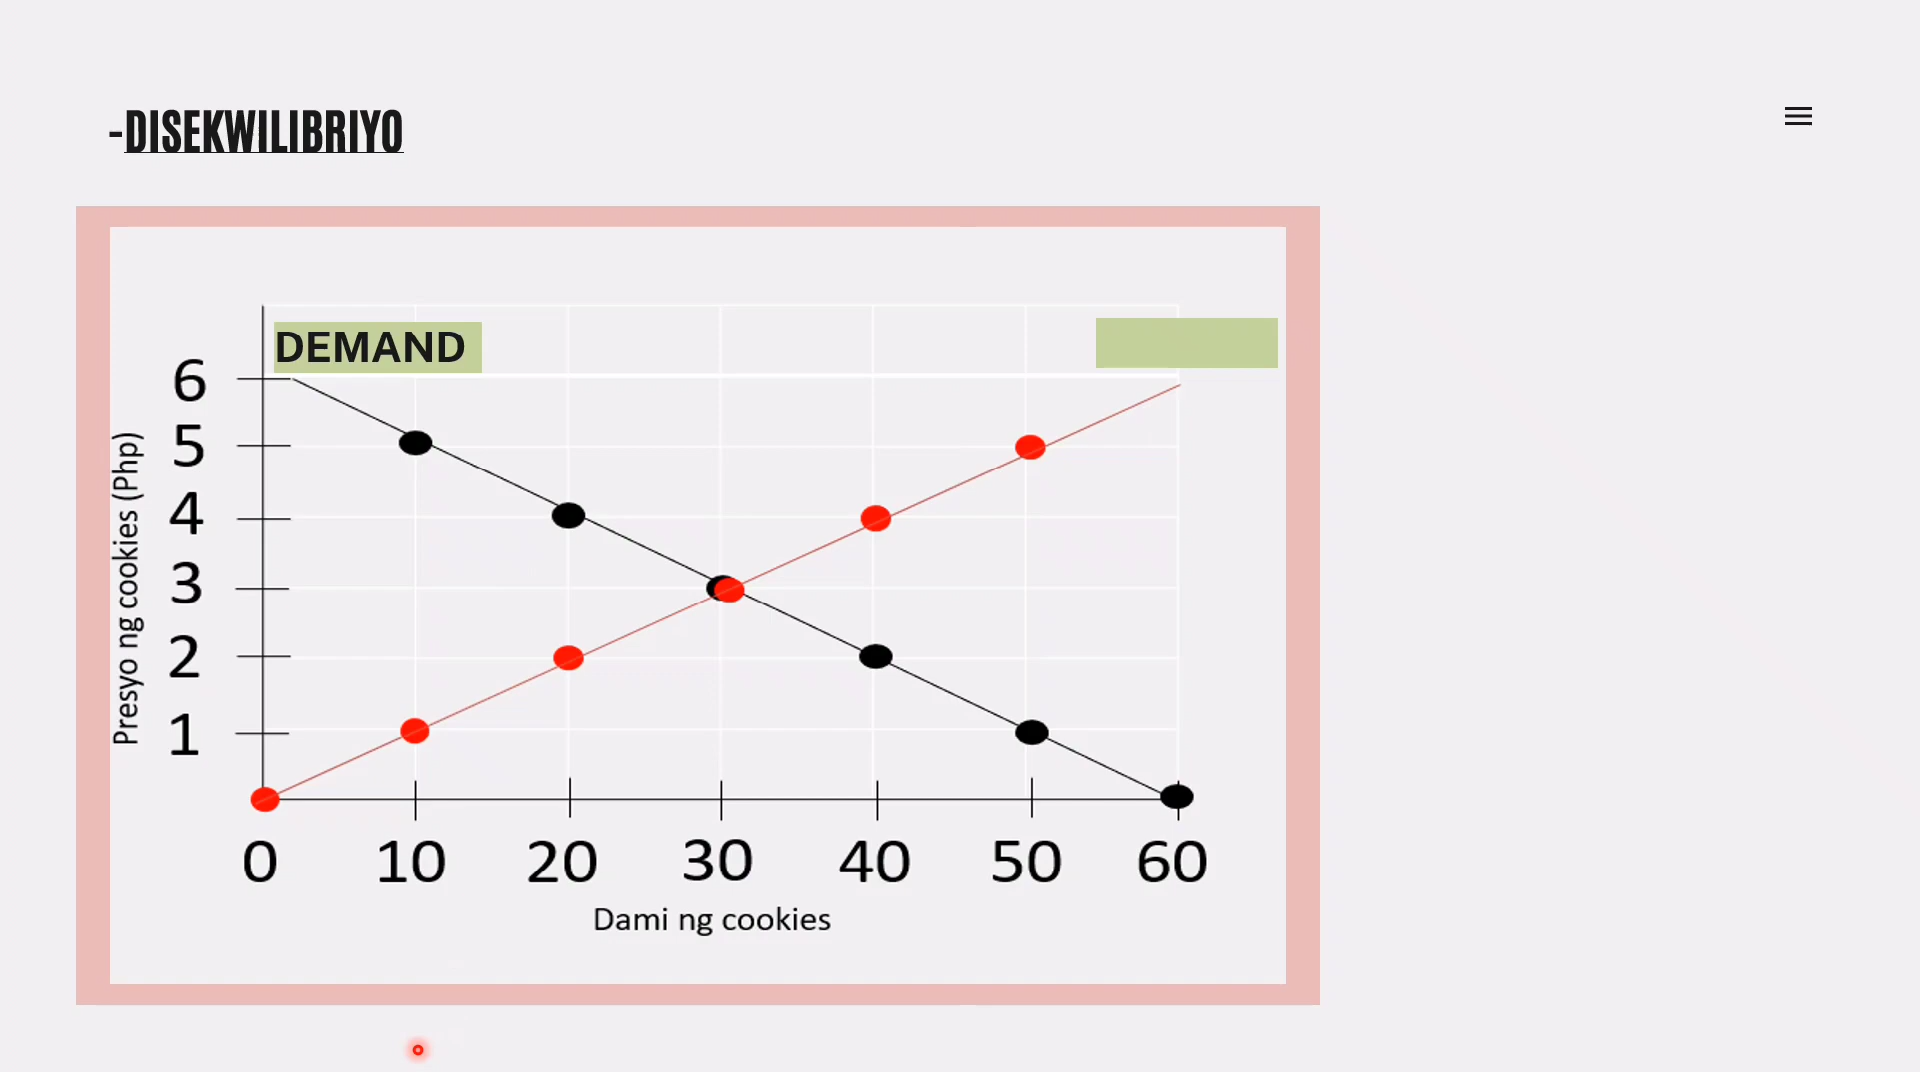 -DISEKWILIBRIYO
DEMAND
6
5
4
3
2
1
Presyo ng cookies (Php)
0 10 20 30 40 50 60
Dami ng cookies